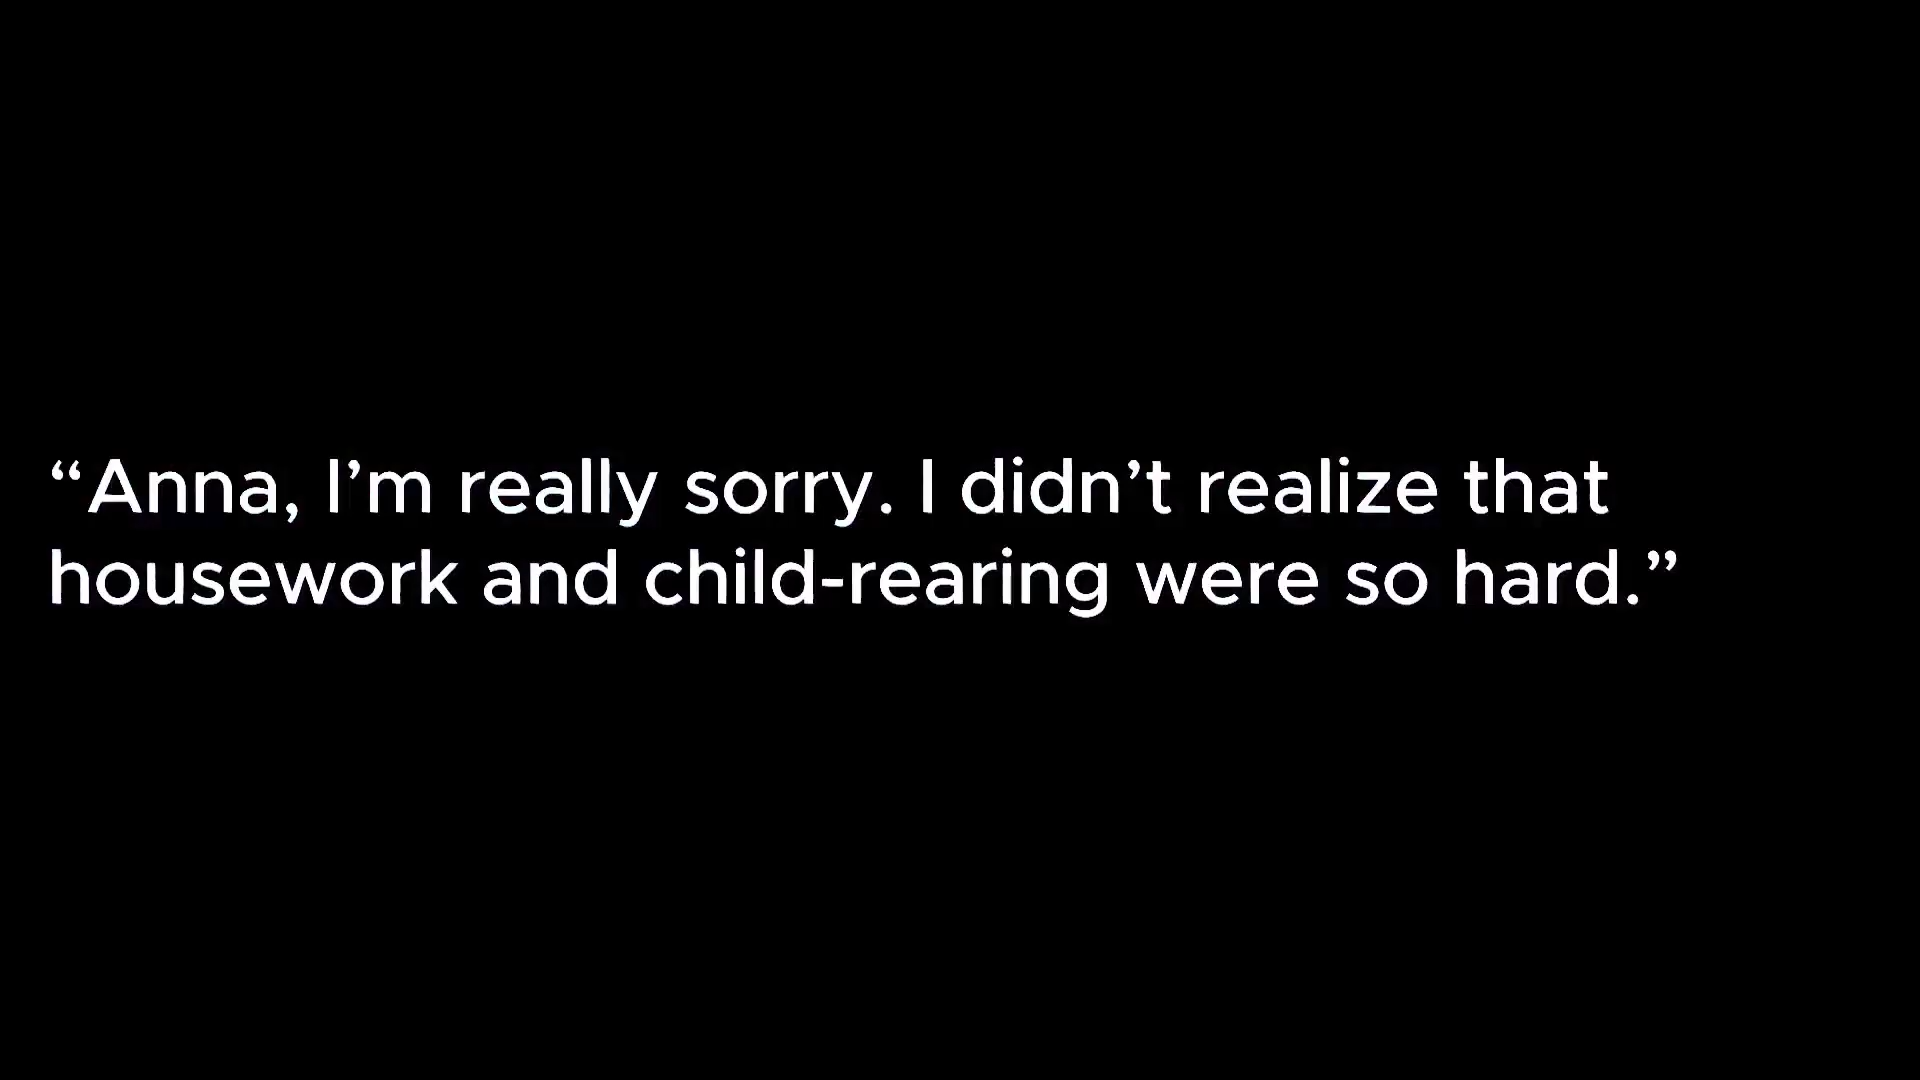 “Anna, I’m really sorry. I didn’t realize that
housework and child-rearing were so hard.”